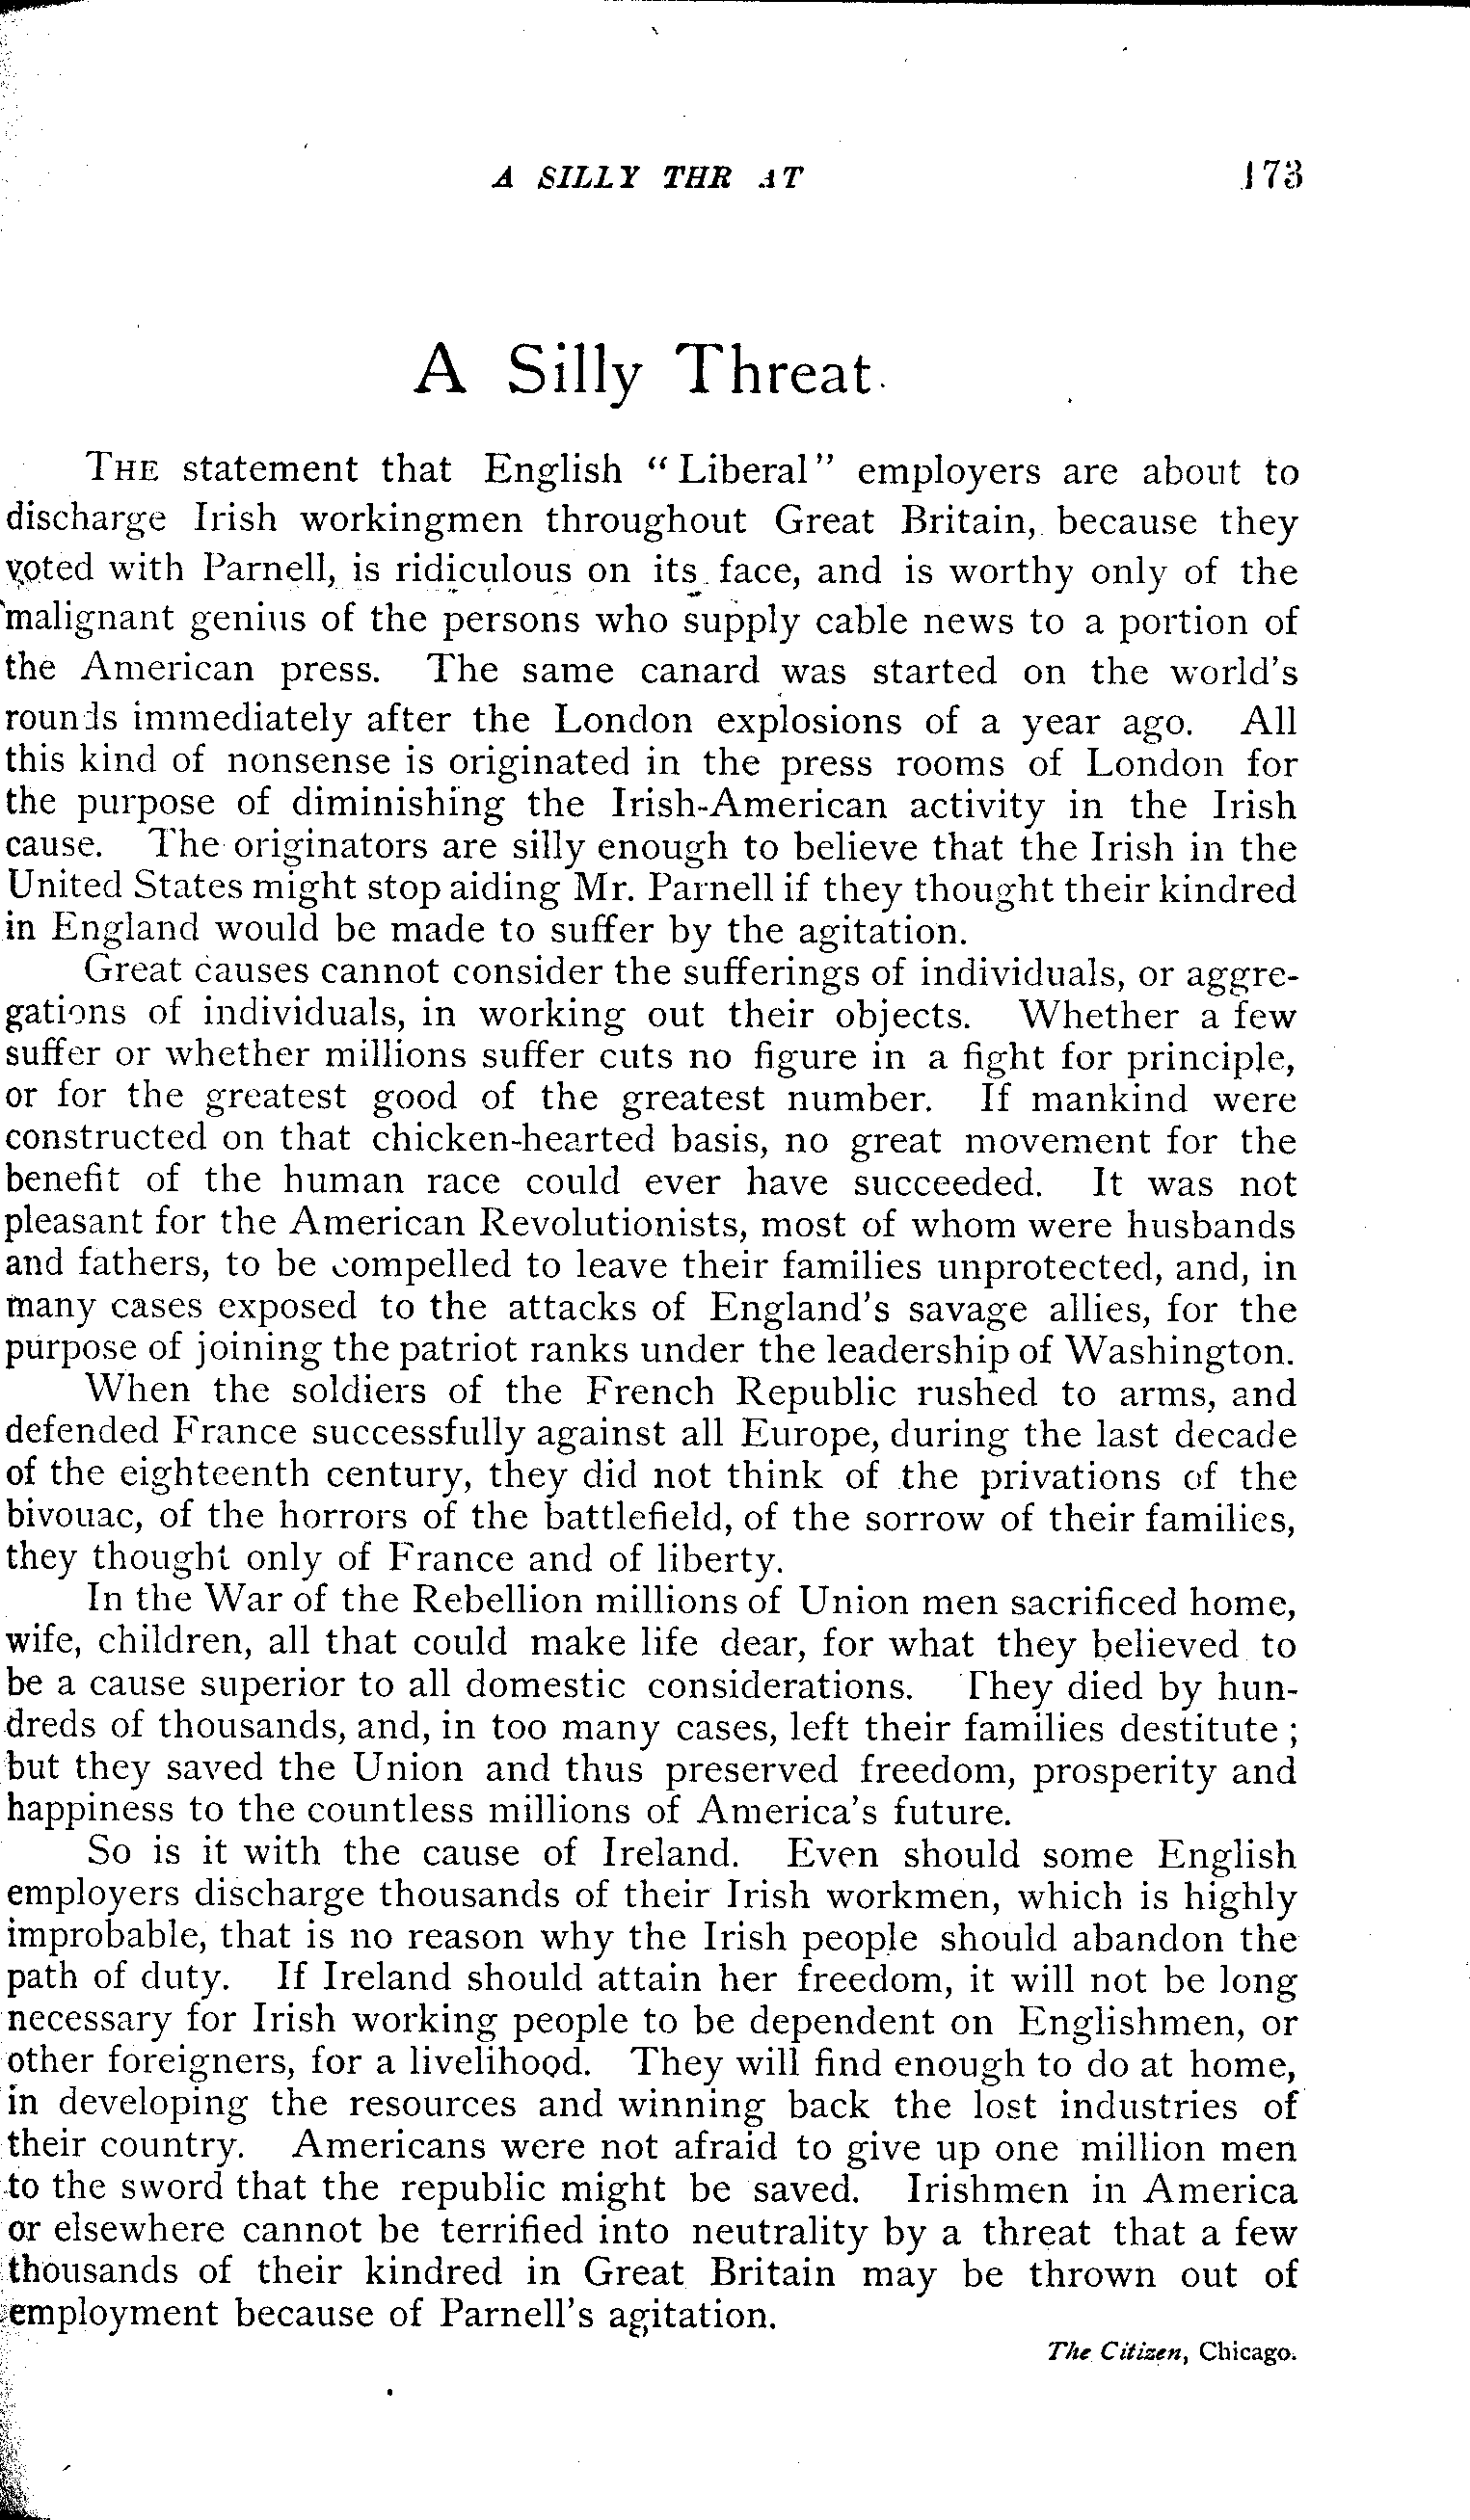 A SILLY THR AT 173
A Silly Threat.
THE statement that English “Liberal” employers are about to
discharge Irish workingmen throughout Great Britain, because they
voted with Parnell, is ridiculous on its face, and is worthy only of the
malignant genius of the persons who supply cable news to a portion of
the American press. The same canard was started on the world's
rounds immediately after the London explosions of a year ago. All
this kind of nonsense is originated in the press rooms of London for
the purpose of diminishing the Irish-American activity in the Irish
cause. The originators are silly enough to believe that the Irish in the
United States might stop aiding Mr. Parnell if they thought their kindred
in England would be made to suffer by the agitation.
Great causes cannot consider the sufferings of individuals, or aggre-
gations of individuals, in working out their objects. Whether a few
suffer or whether millions suffer cuts no figure in a fight for principle,
or for the greatest good of the greatest number. If mankind were
constructed on that chicken-hearted basis, no great movement for the
benefit of the human race could ever have succeeded. It was not
pleasant for the American Revolutionists, most of whom were husbands
and fathers, to be compelled to leave their families unprotected, and, in
many cases exposed to the attacks of England's savage allies, for the
purpose of joining the patriot ranks under the leadership of Washington.
When the soldiers of the French Republic rushed to arms, and
defended France successfully against all Europe, during the last decade
of the eighteenth century, they did not think of the privations of the
bivouac, of the horrors of the battlefield, of the sorrow of their families,
they thought only of France and of liberty.
In the War of the Rebellion millions of Union men sacrificed home,
wife, children, all that could make life dear, for what they believed to
be a cause superior to all domestic considerations. They died by hun-
dreds of thousands, and, in too many cases, left their families destitute ;
but they saved the Union and thus preserved freedom, prosperity and
happiness to the countless millions of America's future.
So is it with the cause of Ireland. Even should some English
employers discharge thousands of their Irish workmen, which is highly
improbable, that is no reason why the Irish people should abandon the
path of duty. If Ireland should attain her freedom, it will not be long
necessary for Irish working people to be dependent on Englishmen, or
other foreigners, for a livelihood. They will find enough to do at home,
in developing the resources and winning back the lost industries of
their country. Americans were not afraid to give up one million men
to the sword that the republic might be saved. Irishmen in America
or elsewhere cannot be terrified into neutrality by a threat that a few
thousands of their kindred in Great Britain may be thrown out of
employment because of Parnell's agitation.
The Citizen, Chicago.